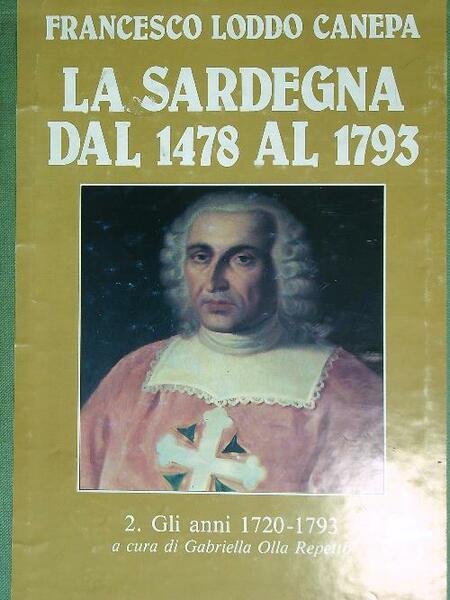 FRANCESCO LODDO CANEPA
LA SARDEGNA
DAL 1478 AL 1793
2. Gli anni 1720-1793
a cura di Gabriella Olla Repetto